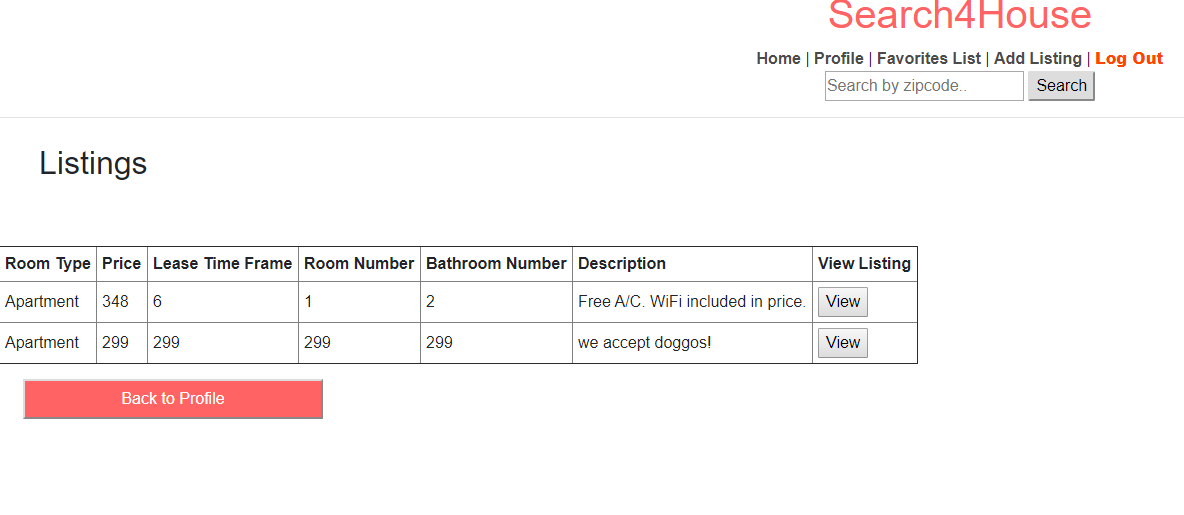 Search4House
Home | Profile | Favorites List | Add Listing | Log Out
Search by zipcode.. Search
Listings
Room Type Price Lease Time Frame Room Number Bathroom Number Description View Listing
Apartment 348 6 1 2 Free A/C. WiFi included in price. View
Apartment 299 299 299 299 we accept doggos! View
Back to Profile